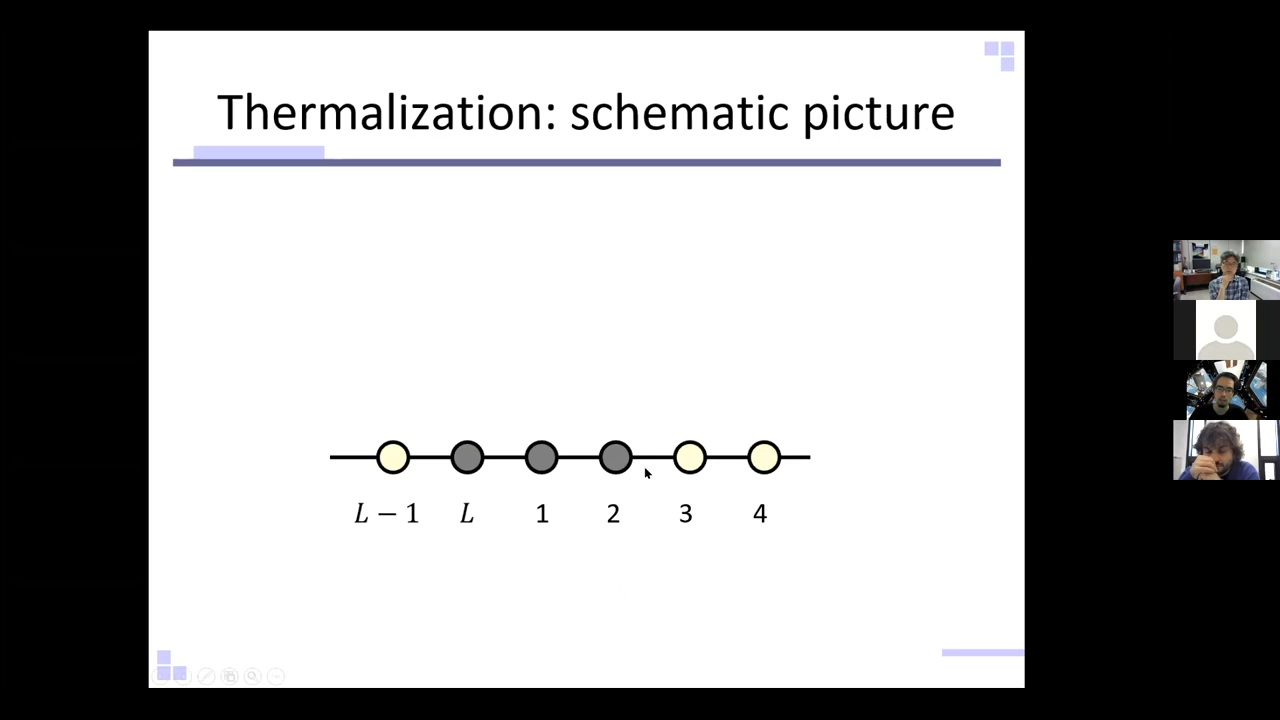 Thermalization: schematic picture
L − 1 L 1 2 3 4